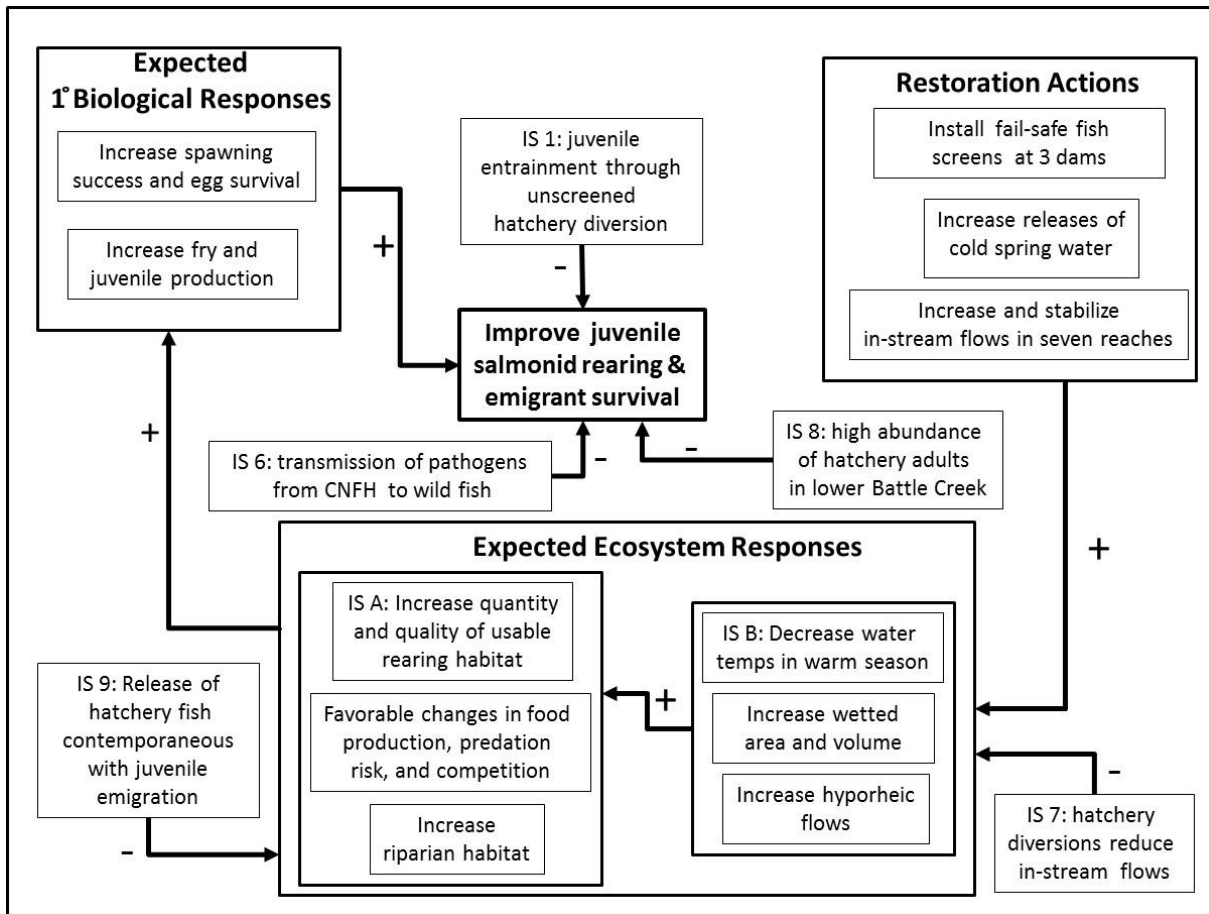 Expected
1° Biological Responses
Increase spawning
success and egg survival
Increase fry and
juvenile production
+
IS 1: juvenile
entrainment through
unscreened
hatchery diversion
-
Restoration Actions
Install fail-safe fish
screens at 3 dams
Increase releases of
cold spring water
Increase and stabilize
in-stream flows in seven reaches
Improve juvenile
salmonid rearing &
emigrant survival
+
IS 6: transmission of pathogens
from CNFH to wild fish
-
-
IS 8: high abundance
of hatchery adults
in lower Battle Creek
+
Expected Ecosystem Responses
IS A: Increase quantity
and quality of usable
rearing habitat
Favorable changes in food
production, predation
risk, and competition
Increase
riparian habitat
+
IS B: Decrease water
temps in warm season
Increase wetted
area and volume
Increase hyporheic
flows
IS 9: Release of
hatchery fish
contemporaneous
with juvenile
emigration
-
-
IS 7: hatchery
diversions reduce
in-stream flows